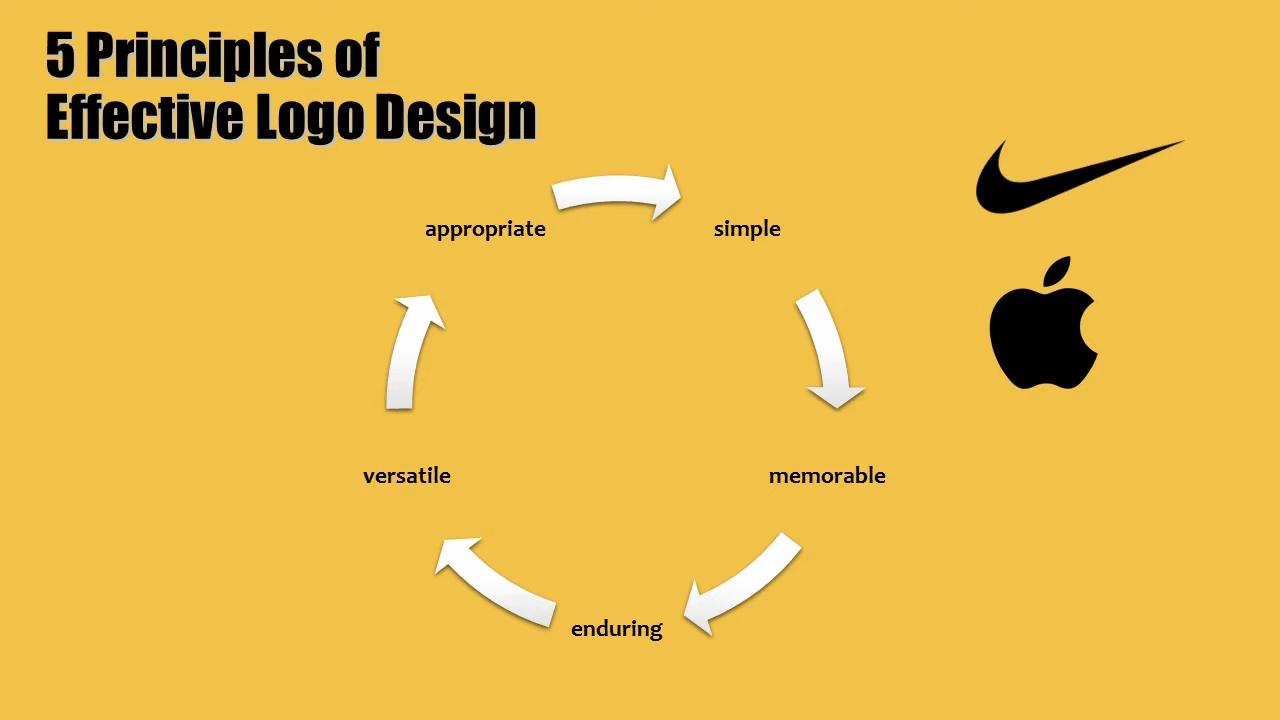 5 Principles of
Effective Logo Design
appropriate
simple
versatile
memorable
enduring